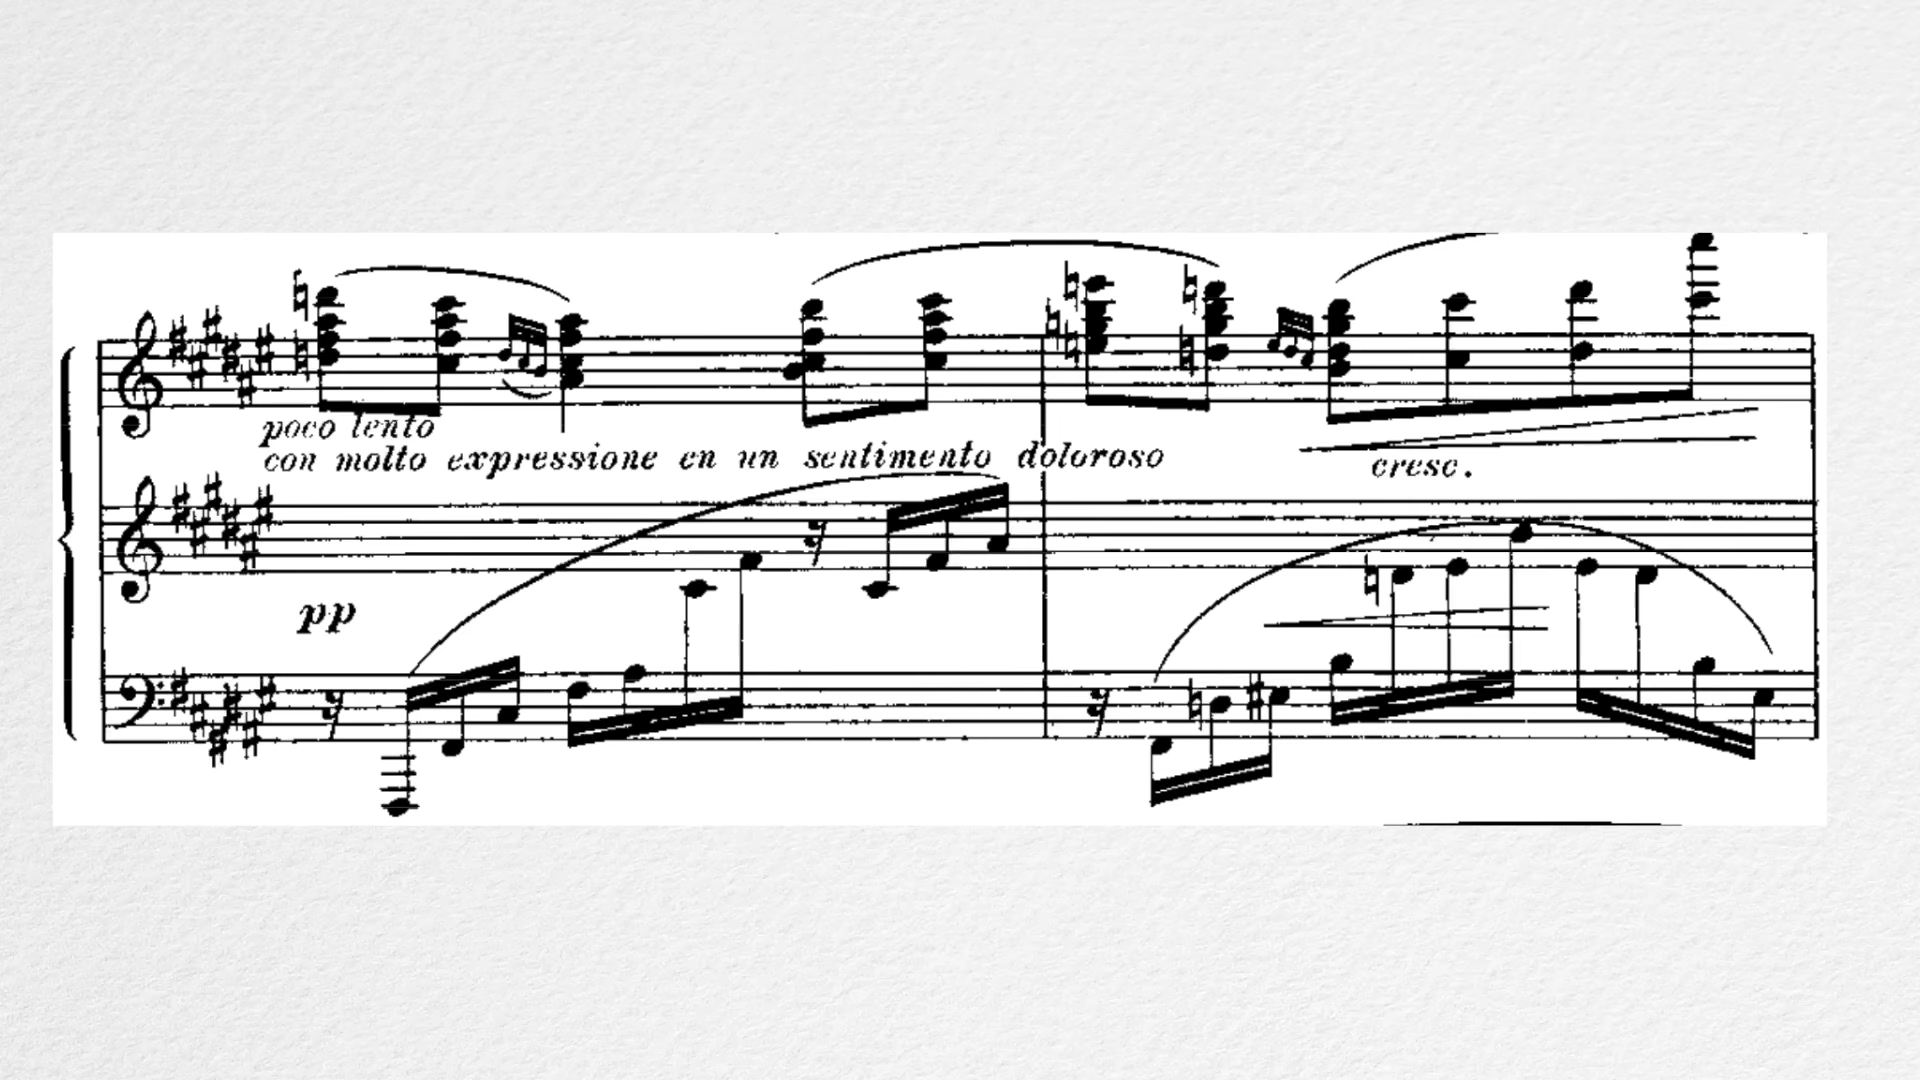 poco lento
con molto expressione en un sentimento doloroso
cresc.
pp